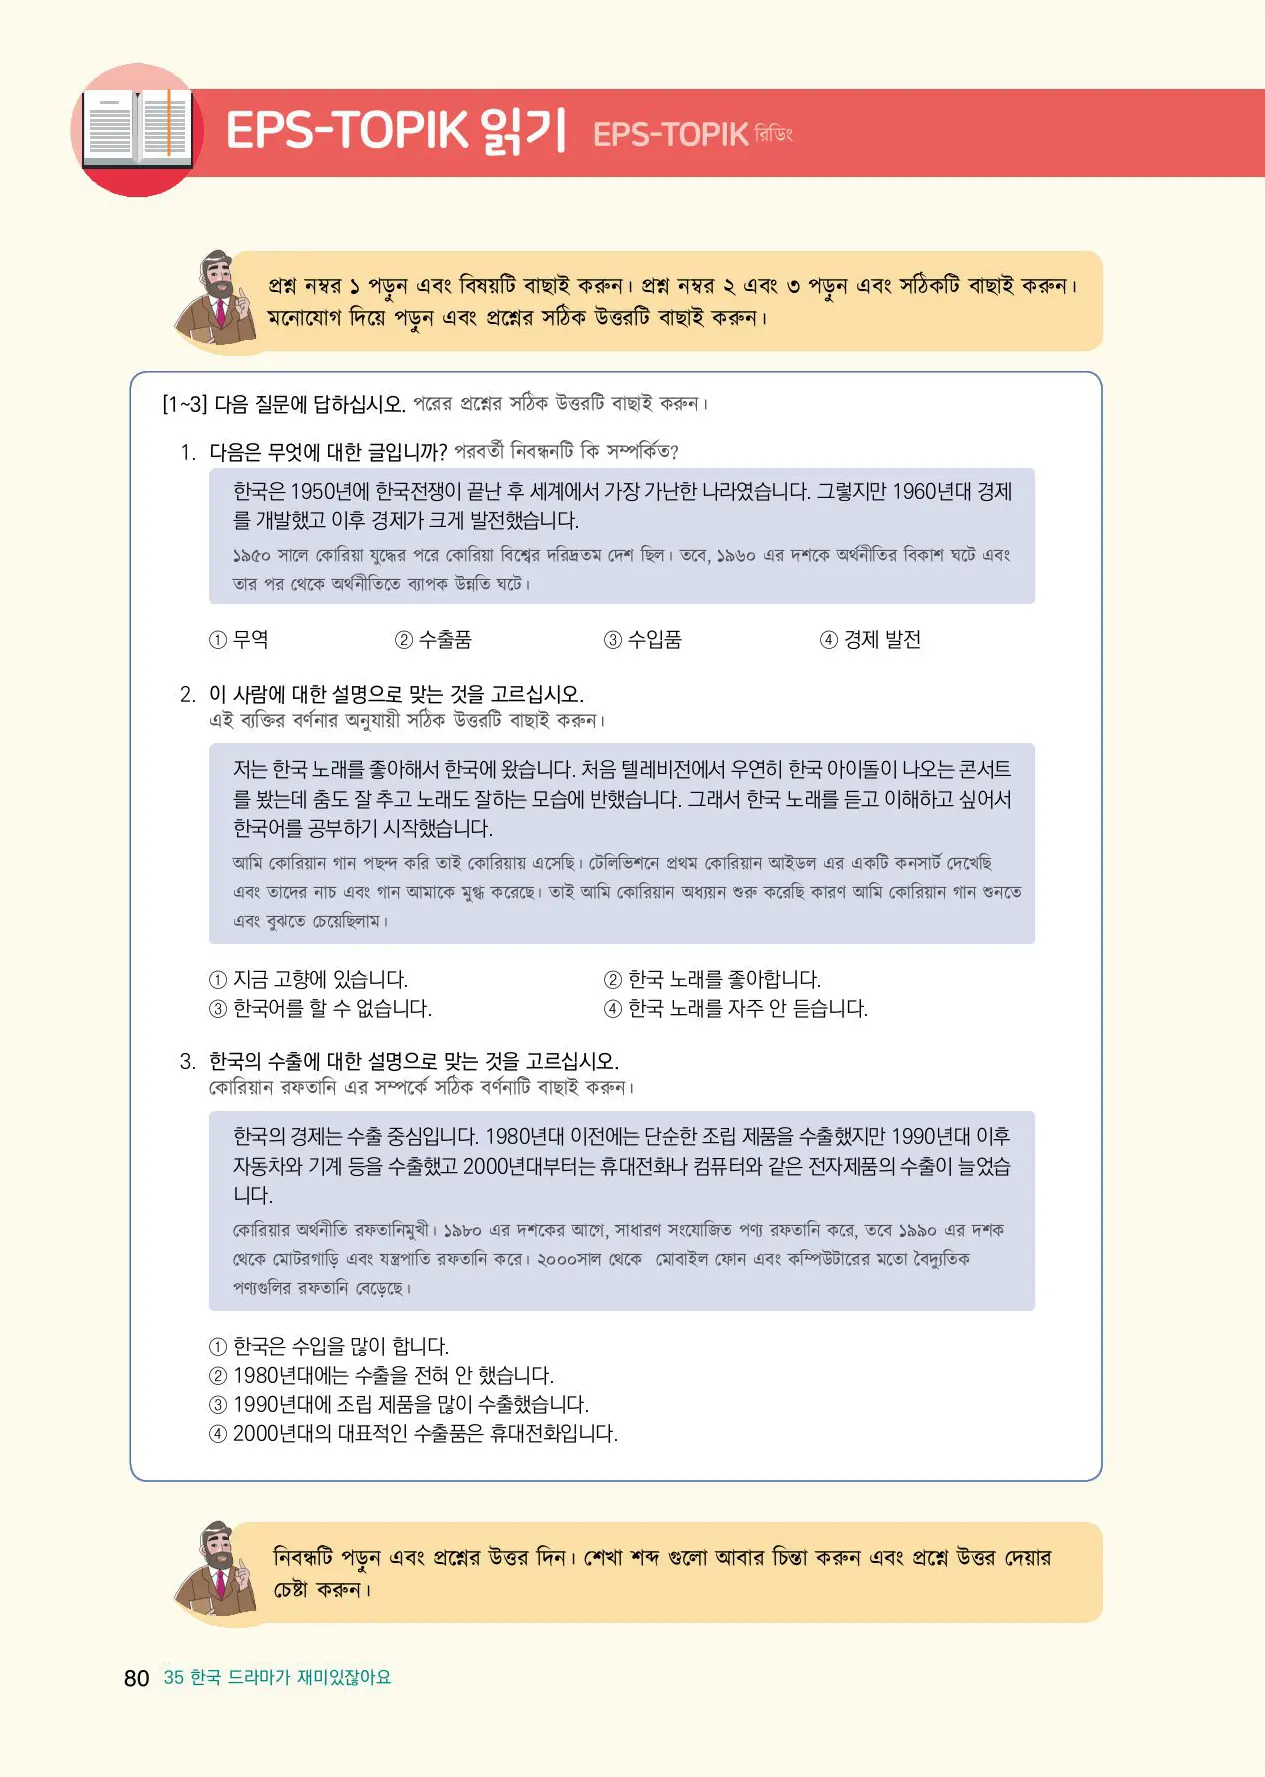 EPS-TOPIK 읽기 EPS-TOPIK রিডিং
প্রশ্ন নম্বর ১ পড়ুন এবং বিষয়টি বাছাই করুন। প্রশ্ন নম্বর ২ এবং ৩ পড়ুন এবং সঠিকটি বাছাই করুন।
মনোযোগ দিয়ে পড়ুন এবং প্রশ্নের সঠিক উত্তরটি বাছাই করুন।
[1~3] 다음 질문에 답하십시오. পরের প্রশ্নের সঠিক উত্তরটি বাছাই করুন।
1. 다음은 무엇에 대한 글입니까? পরবর্তী নিবন্ধনটি কি সম্পর্কিত?
한국은 1950년에 한국전쟁이 끝난 후 세계에서 가장 가난한 나라였습니다. 그렇지만 1960년대 경제
를 개발했고 이후 경제가 크게 발전했습니다.
১৯৫০ সালে কোরিয়া যুদ্ধের পরে কোরিয়া বিশ্বের দরিদ্রতম দেশ ছিল। তবে, ১৯৬০ এর দশকে অর্থনীতির বিকাশ ঘটে এবং
তার পর থেকে অর্থনীতিতে ব্যাপক উন্নতি ঘটে।
① 무역 ② 수출품 ③ 수입품 ④ 경제 발전
2. 이 사람에 대한 설명으로 맞는 것을 고르십시오.
এই ব্যক্তির বর্ণনার অনুযায়ী সঠিক উত্তরটি বাছাই করুন।
저는 한국 노래를 좋아해서 한국에 왔습니다. 처음 텔레비전에서 우연히 한국 아이돌이 나오는 콘서트
를 봤는데 춤도 잘 추고 노래도 잘하는 모습에 반했습니다. 그래서 한국 노래를 듣고 이해하고 싶어서
한국어를 공부하기 시작했습니다.
আমি কোরিয়ান গান পছন্দ করি তাই কোরিয়ায় এসেছি। টেলিভিশনে প্রথম কোরিয়ান আইডল এর একটি কনসার্ট দেখেছি
এবং তাদের নাচ এবং গান আমাকে মুগ্ধ করেছে। তাই আমি কোরিয়ান অধ্যয়ন শুরু করেছি কারণ আমি কোরিয়ান গান শুনতে
এবং বুঝতে চেয়েছিলাম।
① 지금 고향에 있습니다. ② 한국 노래를 좋아합니다.
③ 한국어를 할 수 없습니다. ④ 한국 노래를 자주 안 듣습니다.
3. 한국의 수출에 대한 설명으로 맞는 것을 고르십시오.
কোরিয়ান রফতানি এর সম্পর্কে সঠিক বর্ণনাটি বাছাই করুন।
한국의 경제는 수출 중심입니다. 1980년대 이전에는 단순한 조립 제품을 수출했지만 1990년대 이후
자동차와 기계 등을 수출했고 2000년대부터는 휴대전화나 컴퓨터와 같은 전자제품의 수출이 늘었습
니다.
কোরিয়ার অর্থনীতি রফতানিমুখী। ১৯৮০ এর দশকের আগে, সাধারণ সংযোজিত পণ্য রফতানি করে, তবে ১৯৯০ এর দশক
থেকে মোটরগাড়ি এবং যন্ত্রপাতি রফতানি করে। ২০০০সাল থেকে মোবাইল ফোন এবং কম্পিউটারের মতো বৈদ্যুতিক
পণ্যগুলির রফতানি বেড়েছে।
① 한국은 수입을 많이 합니다.
② 1980년대에는 수출을 전혀 안 했습니다.
③ 1990년대에 조립 제품을 많이 수출했습니다.
④ 2000년대의 대표적인 수출품은 휴대전화입니다.
নিবন্ধটি পড়ুন এবং প্রশ্নের উত্তর দিন। শেখা শব্দ গুলো আবার চিন্তা করুন এবং প্রশ্নে উত্তর দেয়ার
চেষ্টা করুন।
80 35 한국 드라마가 재미있잖아요